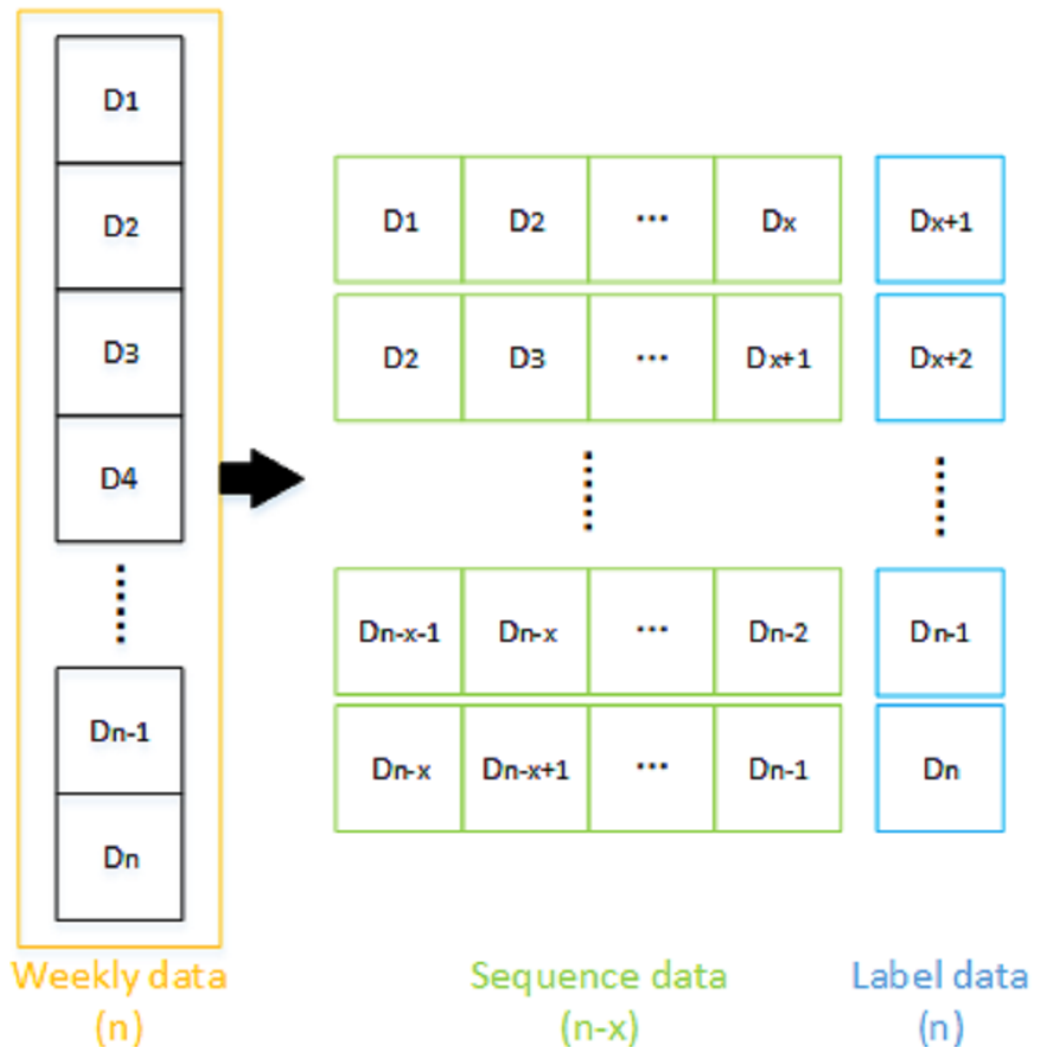 D1
D2
D3
D4
Dn-1
Dn
Weekly data
(n)
D1 D2 ... Dx
D2 D3 ... Dx+1
Dn-x-1 Dn-x ... Dn-2
Dn-x Dn-x+1 ... Dn-1
Sequence data
(n-x)
Dx+1
Dx+2
Dn-1
Dn
Label data
(n)